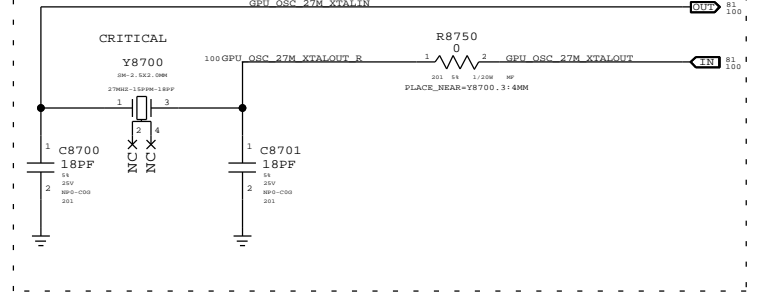 GPU_OSC_27M_XTALIN
OUT 81
100
CRITICAL
Y8700
SM-2.5X2.0MM
27MHZ-15PPM-18PF
1 3
2 4
NC NC
100 GPU_OSC_27M_XTALOUT_R
R8750
0
1 2
201 5% 1/20W MF
PLACE_NEAR=Y8700.3:4MM
GPU_OSC_27M_XTALOUT
IN 81
100
1
C8700
18PF
5%
25V
NP0-C0G
201
2
1
C8701
18PF
5%
25V
NP0-C0G
201
2